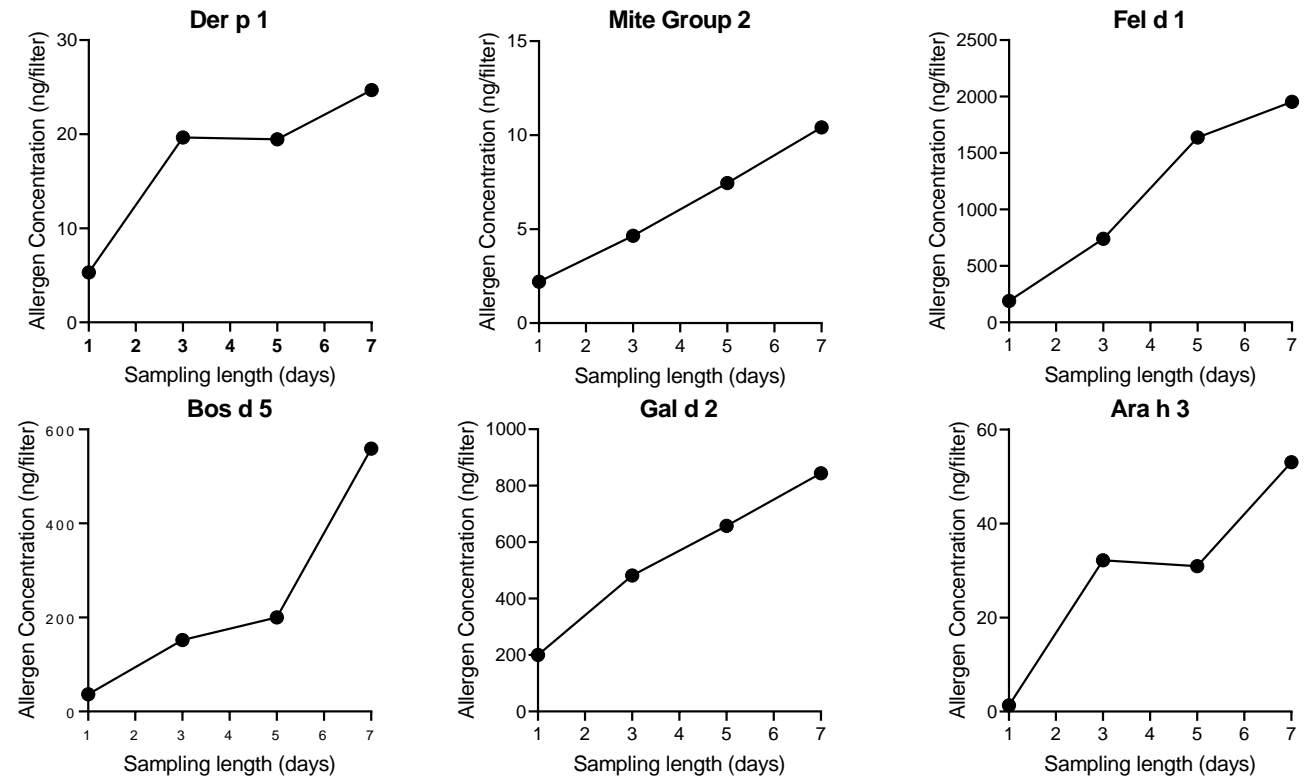 Der p 1
Allergen Concentration (ng/filter)
30
20
10
0
1 2 3 4 5 6 7
Sampling length (days)
Mite Group 2
Allergen Concentration (ng/filter)
15
10
5
0
1 2 3 4 5 6 7
Sampling length (days)
Fel d 1
Allergen Concentration (ng/filter)
2500
2000
1500
1000
500
0
1 2 3 4 5 6 7
Sampling length (days)
Bos d 5
Allergen Concentration (ng/filter)
600
400
200
0
1 2 3 3 5 5 7
Sampling length (days)
Gal d 2
Allergen Concentration (ng/filter)
1000
800
600
400
200
0
1 2 3 4 5 6 7
Sampling length (days)
Ara h 3
Allergen Concentration (ng/filter)
60
40
20
0
1 2 3 4 5 6 7
Sampling length (days)